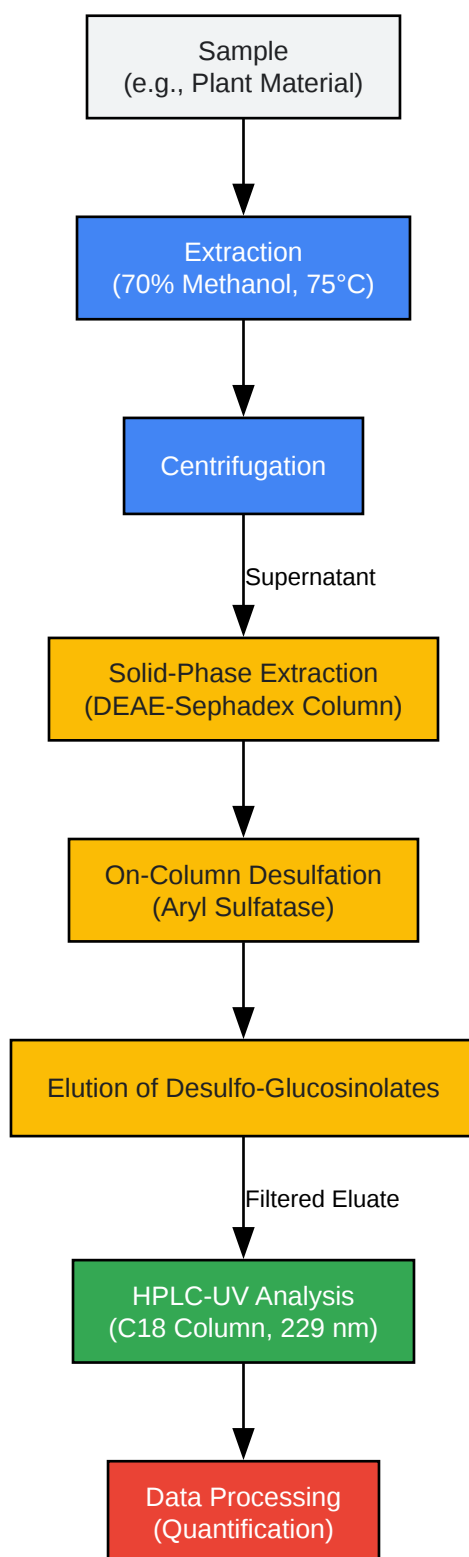 Sample
(e.g., Plant Material)
Extraction
(70% Methanol, 75°C)
Centrifugation
Supernatant
Solid-Phase Extraction
(DEAE-Sephadex Column)
On-Column Desulfation
(Aryl Sulfatase)
Elution of Desulfo-Glucosinolates
Filtered Eluate
HPLC-UV Analysis
(C18 Column, 229 nm)
Data Processing
(Quantification)